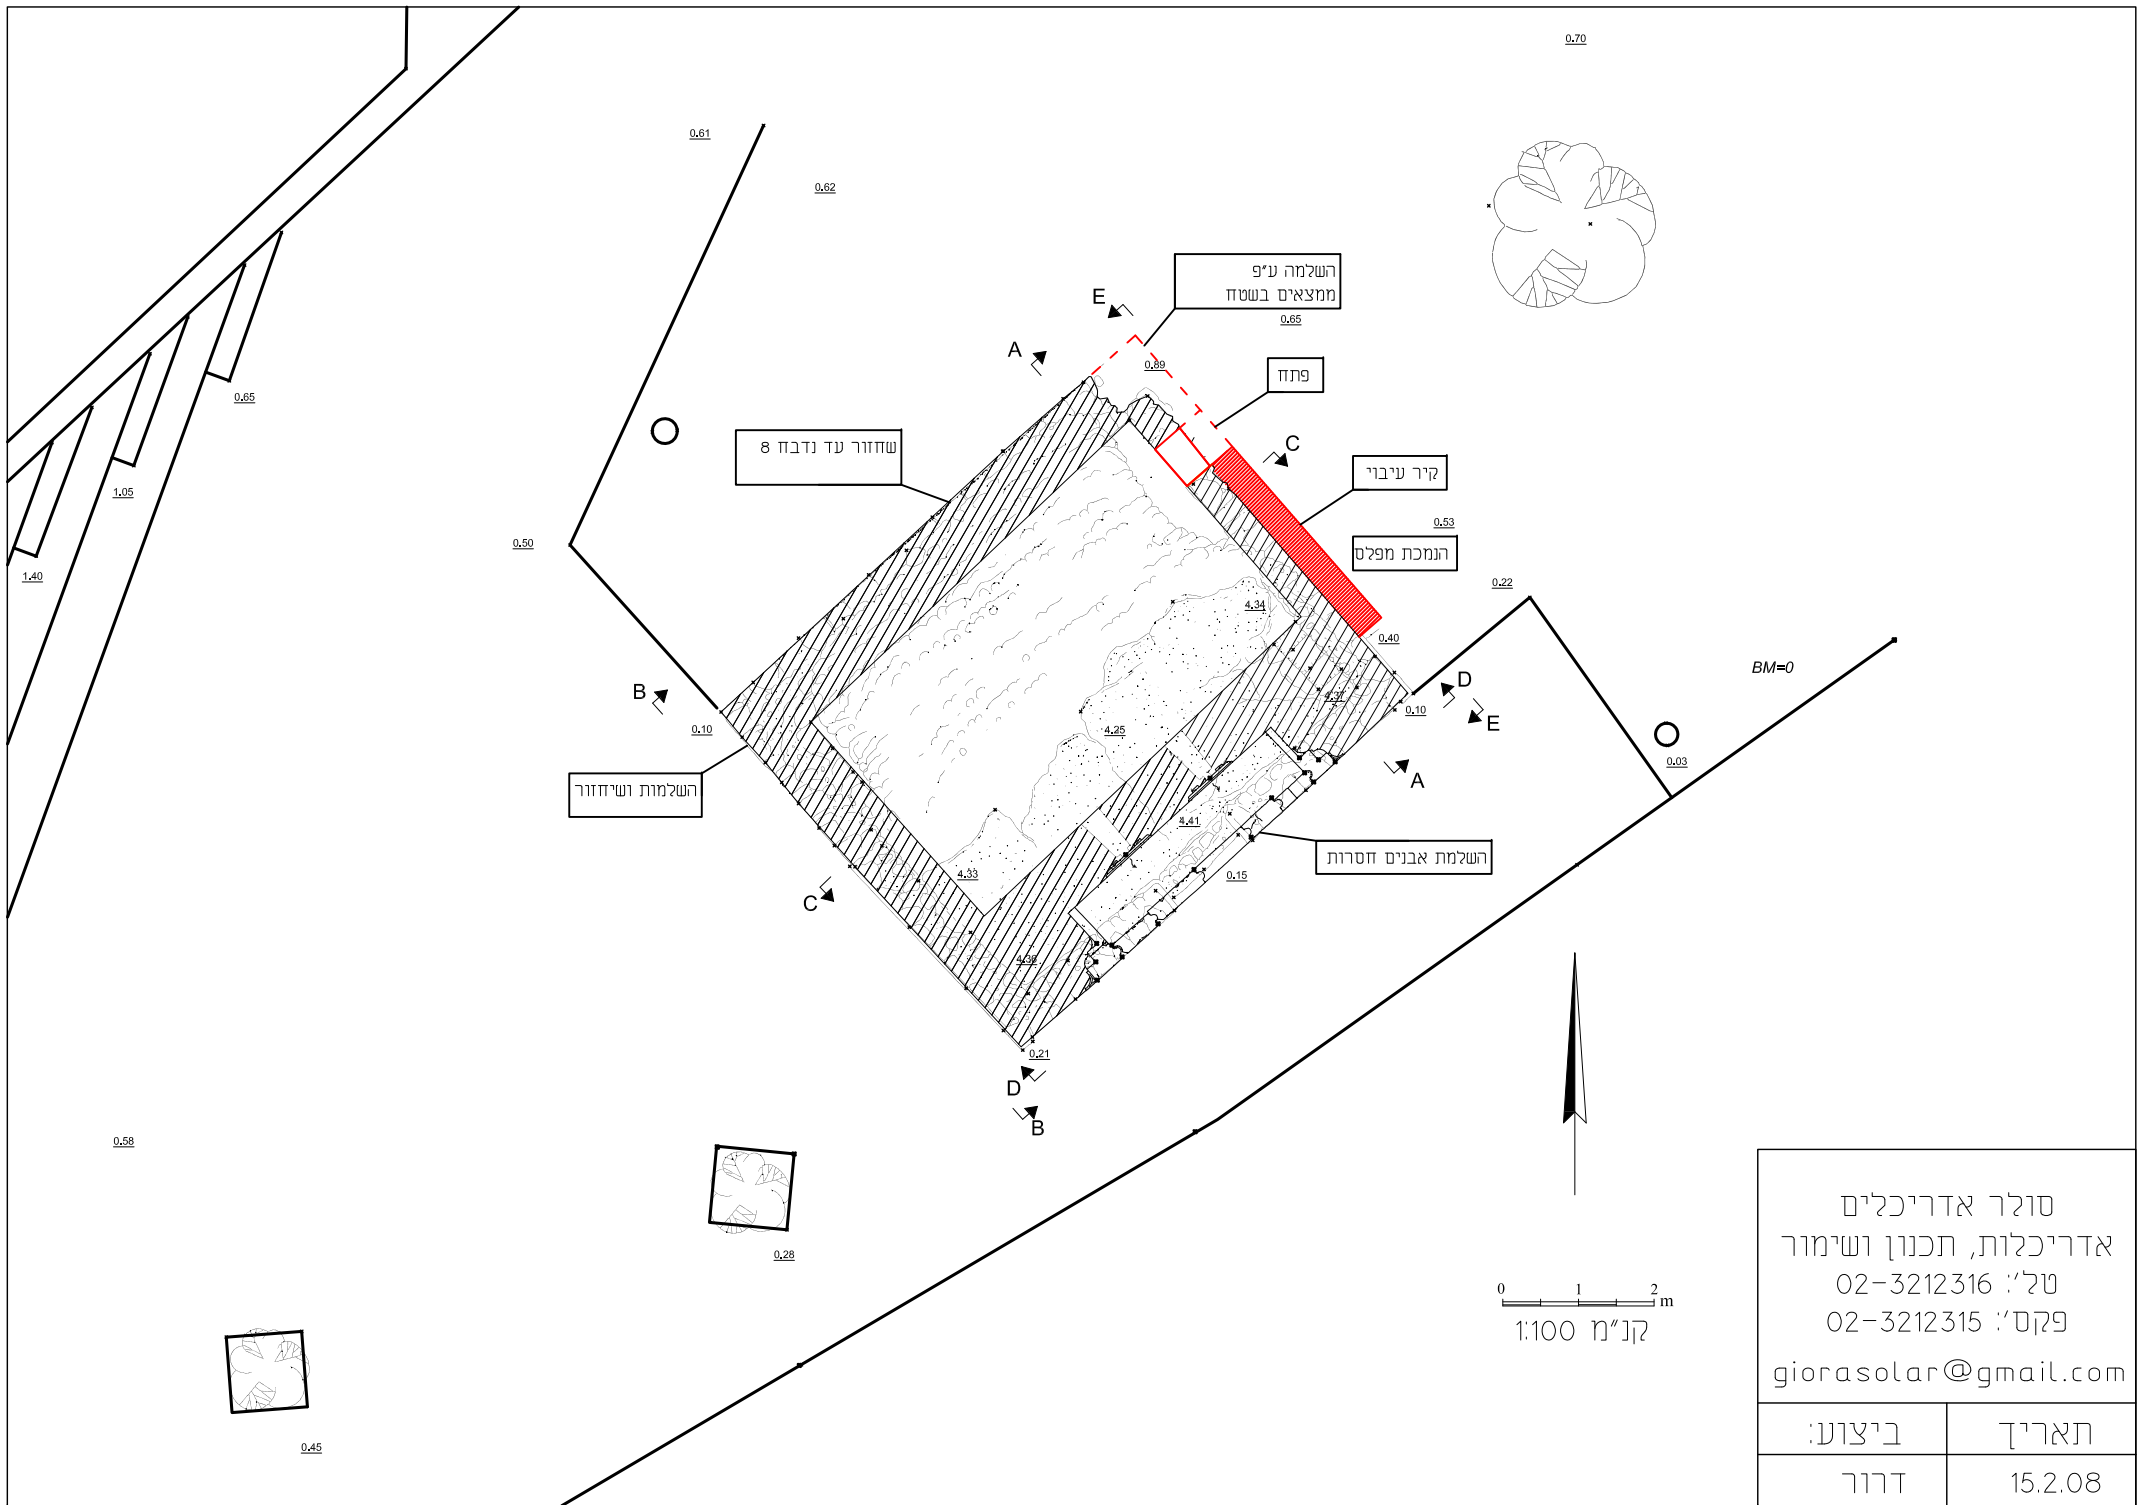 0.70
0.61
0.62
השלמה ע״פ
ממצאים בשטח
E
0.65
A
0.89
פתח
0.65
שחזור עד נדבח 8
C
קיר עיבוי
1.05
0.53
0.50
הנמכת מפלס
1.40
0.22
4.34
0.40
BM=0
B
4.37
D
0.10
0.10
E
4.25
0.03
A
השלמות ושיחזור
4.41
השלמת אבנים חסרות
4.33
0.15
C
4.36
0.21
D
B
0.58
0.28
0.45
0 1 2 m
קנ״מ 1:100
סולר אדריכלים
אדריכלות, תכנון ושימור
טל׳: 02-3212316
פקס׳: 02-3212315
giorasolar@gmail.com
תאריך ביצוע:
15.2.08 דרור